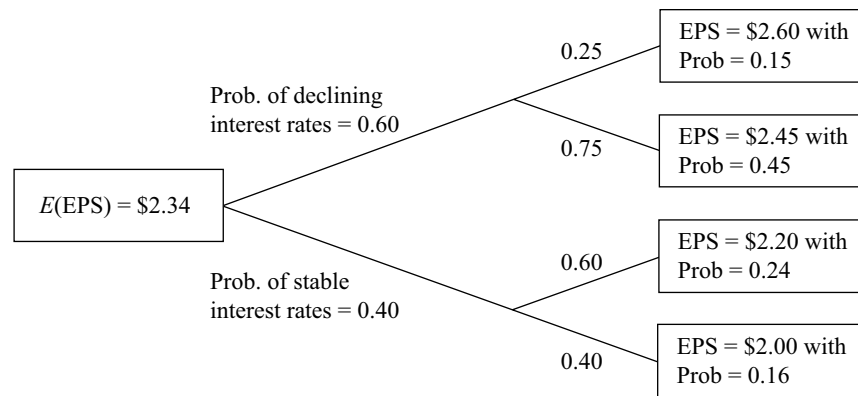 0.25
EPS = $2.60 with
Prob = 0.15
Prob. of declining
interest rates = 0.60
0.75
EPS = $2.45 with
Prob = 0.45
E(EPS) = $2.34
Prob. of stable
interest rates = 0.40
0.60
EPS = $2.20 with
Prob = 0.24
0.40
EPS = $2.00 with
Prob = 0.16